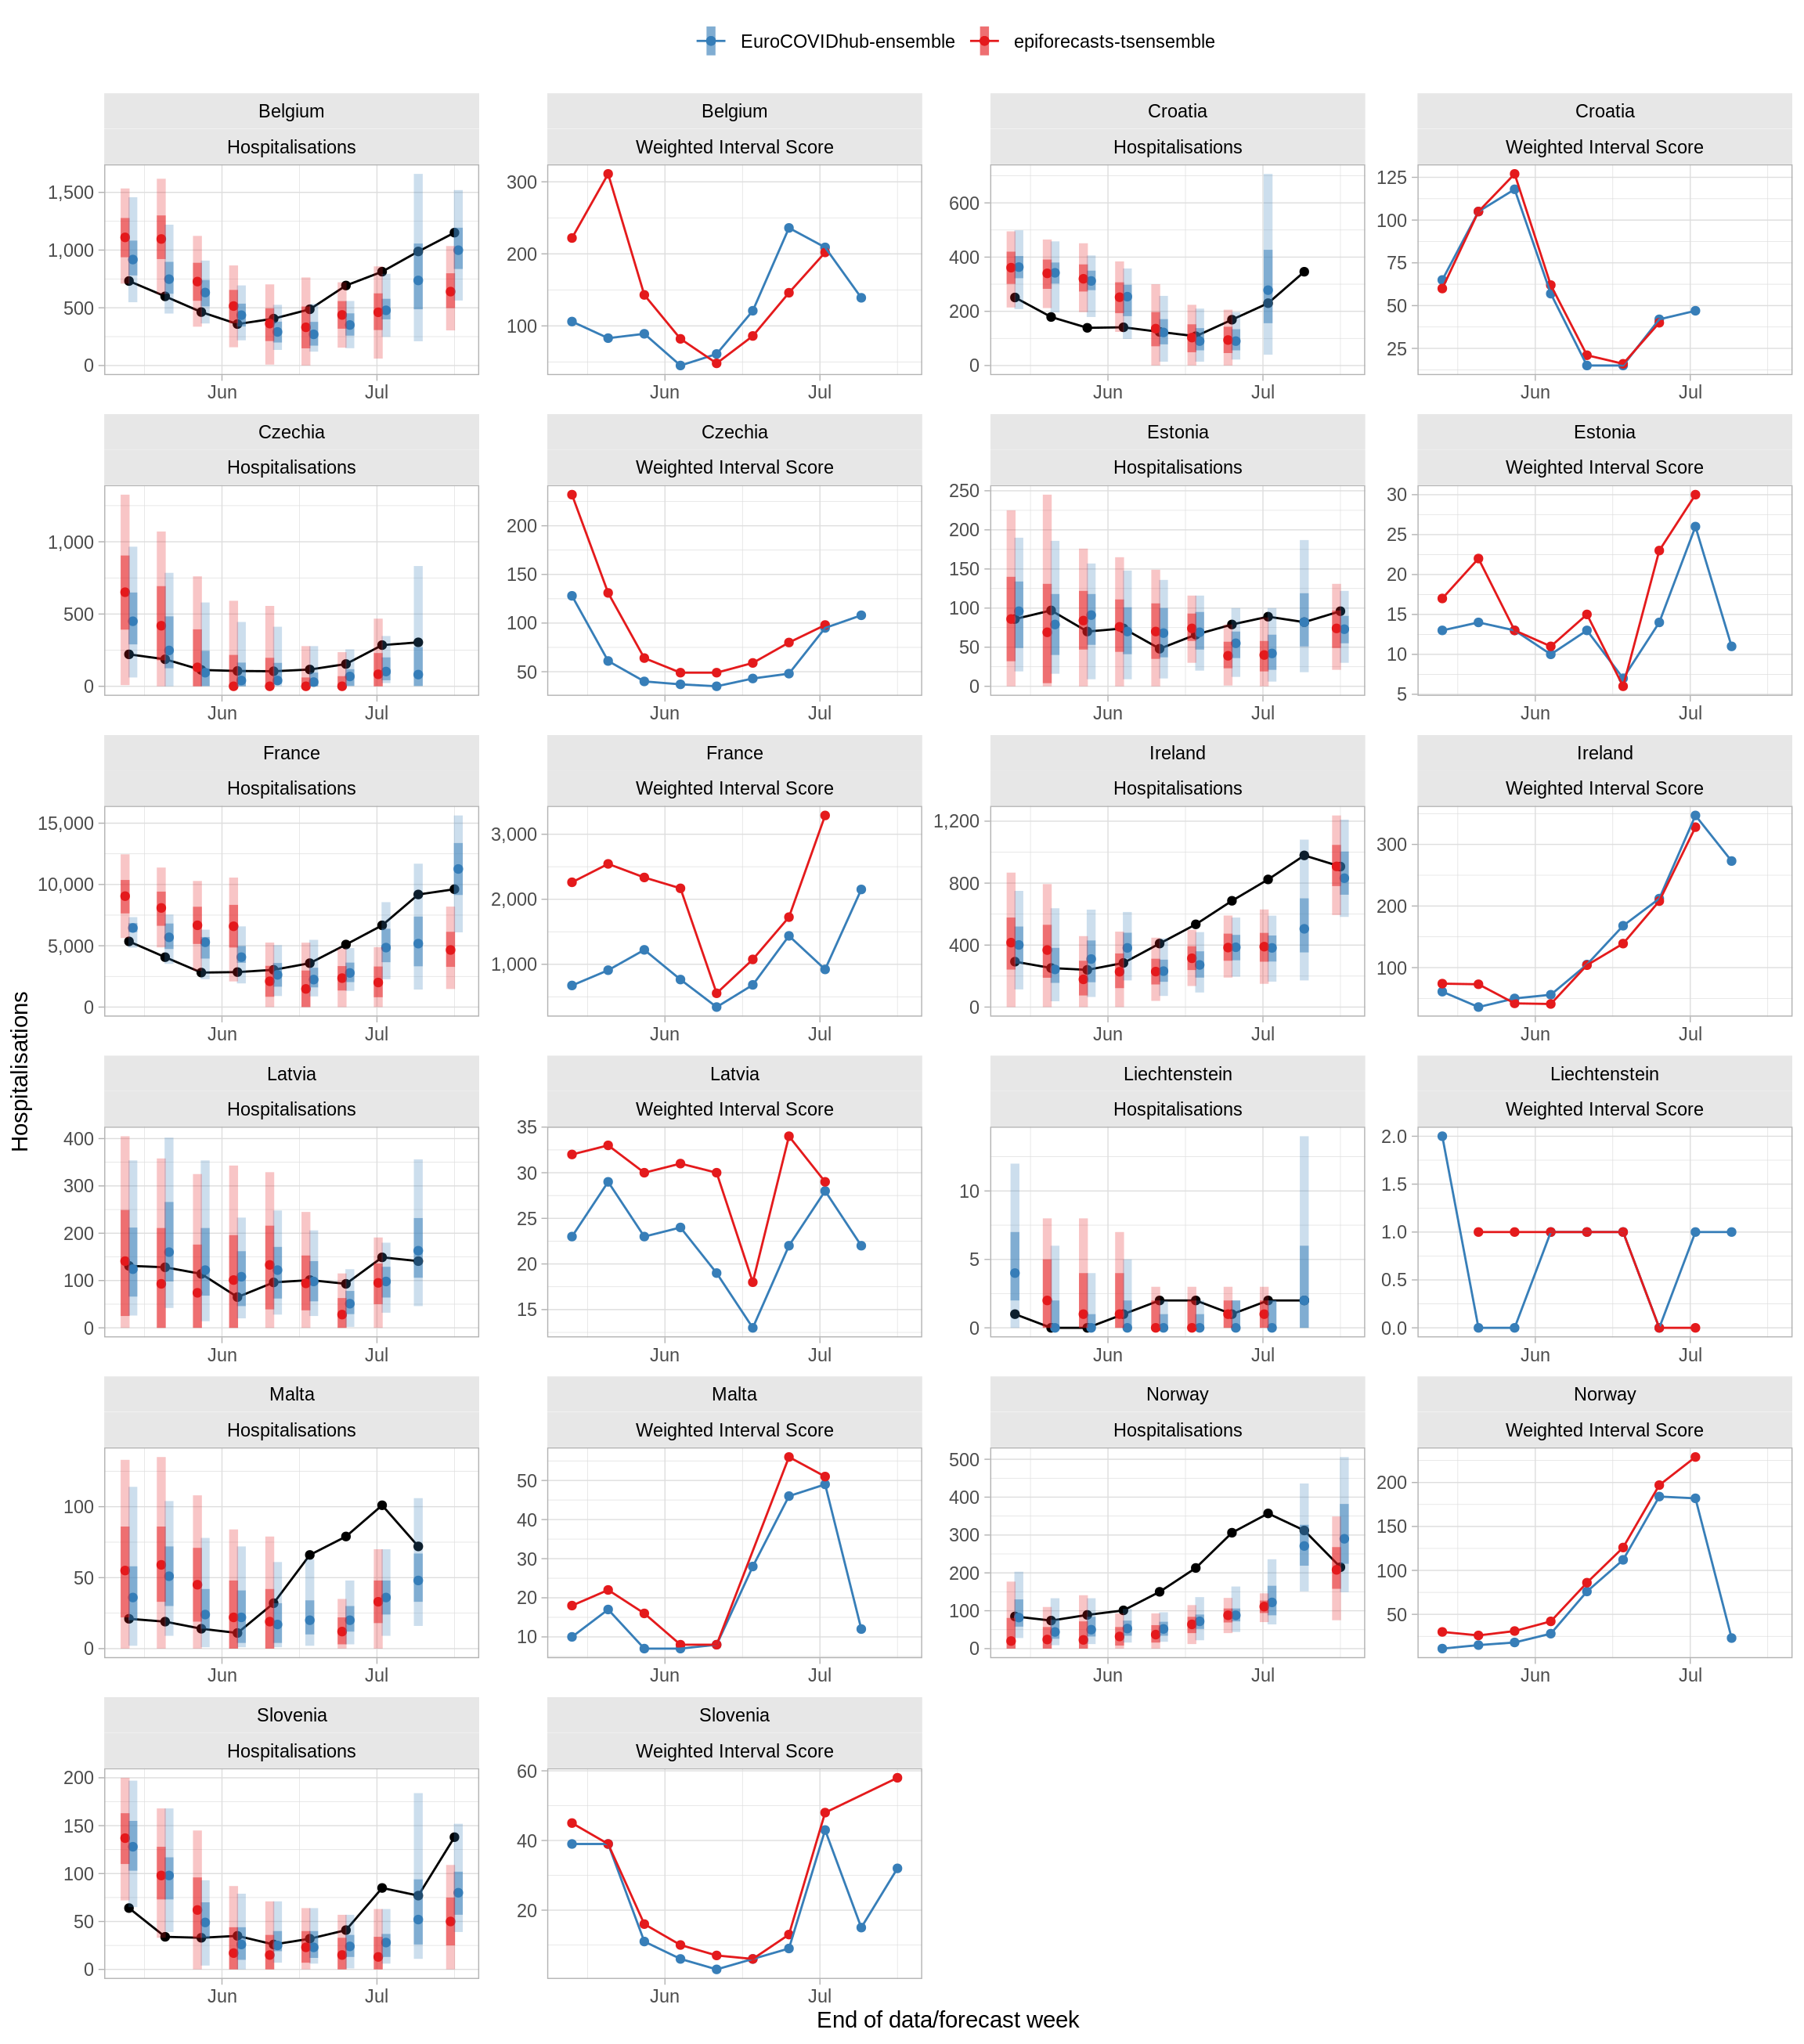 EuroCOVIDhub-ensemble epiforecasts-tsensemble
Belgium Belgium Croatia Croatia
Hospitalisations Weighted Interval Score Hospitalisations Weighted Interval Score
1,500
1,000
500
0
Jun Jul
300
200
100
Jun Jul
600
400
200
0
Jun Jul
125
100
75
50
25
Jun Jul
Czechia Czechia Estonia Estonia
Hospitalisations Weighted Interval Score Hospitalisations Weighted Interval Score
1,000
500
0
Jun Jul
200
150
100
50
Jun Jul
250
200
150
100
50
0
Jun Jul
30
25
20
15
10
5
Jun Jul
France France Ireland Ireland
Hospitalisations Weighted Interval Score Hospitalisations Weighted Interval Score
15,000
10,000
5,000
0
Jun Jul
3,000
2,000
1,000
Jun Jul
1,200
800
400
0
Jun Jul
300
200
100
Jun Jul
Hospitalisations
Latvia Latvia Liechtenstein Liechtenstein
Hospitalisations Weighted Interval Score Hospitalisations Weighted Interval Score
400
300
200
100
0
Jun Jul
35
30
25
20
15
Jun Jul
10
5
0
Jun Jul
2.0
1.5
1.0
0.5
0.0
Jun Jul
Malta Malta Norway Norway
Hospitalisations Weighted Interval Score Hospitalisations Weighted Interval Score
100
50
0
Jun Jul
50
40
30
20
10
Jun Jul
500
400
300
200
100
0
Jun Jul
200
150
100
50
Jun Jul
Slovenia Slovenia
Hospitalisations Weighted Interval Score
200
150
100
50
0
Jun Jul
60
40
20
Jun Jul
End of data/forecast week